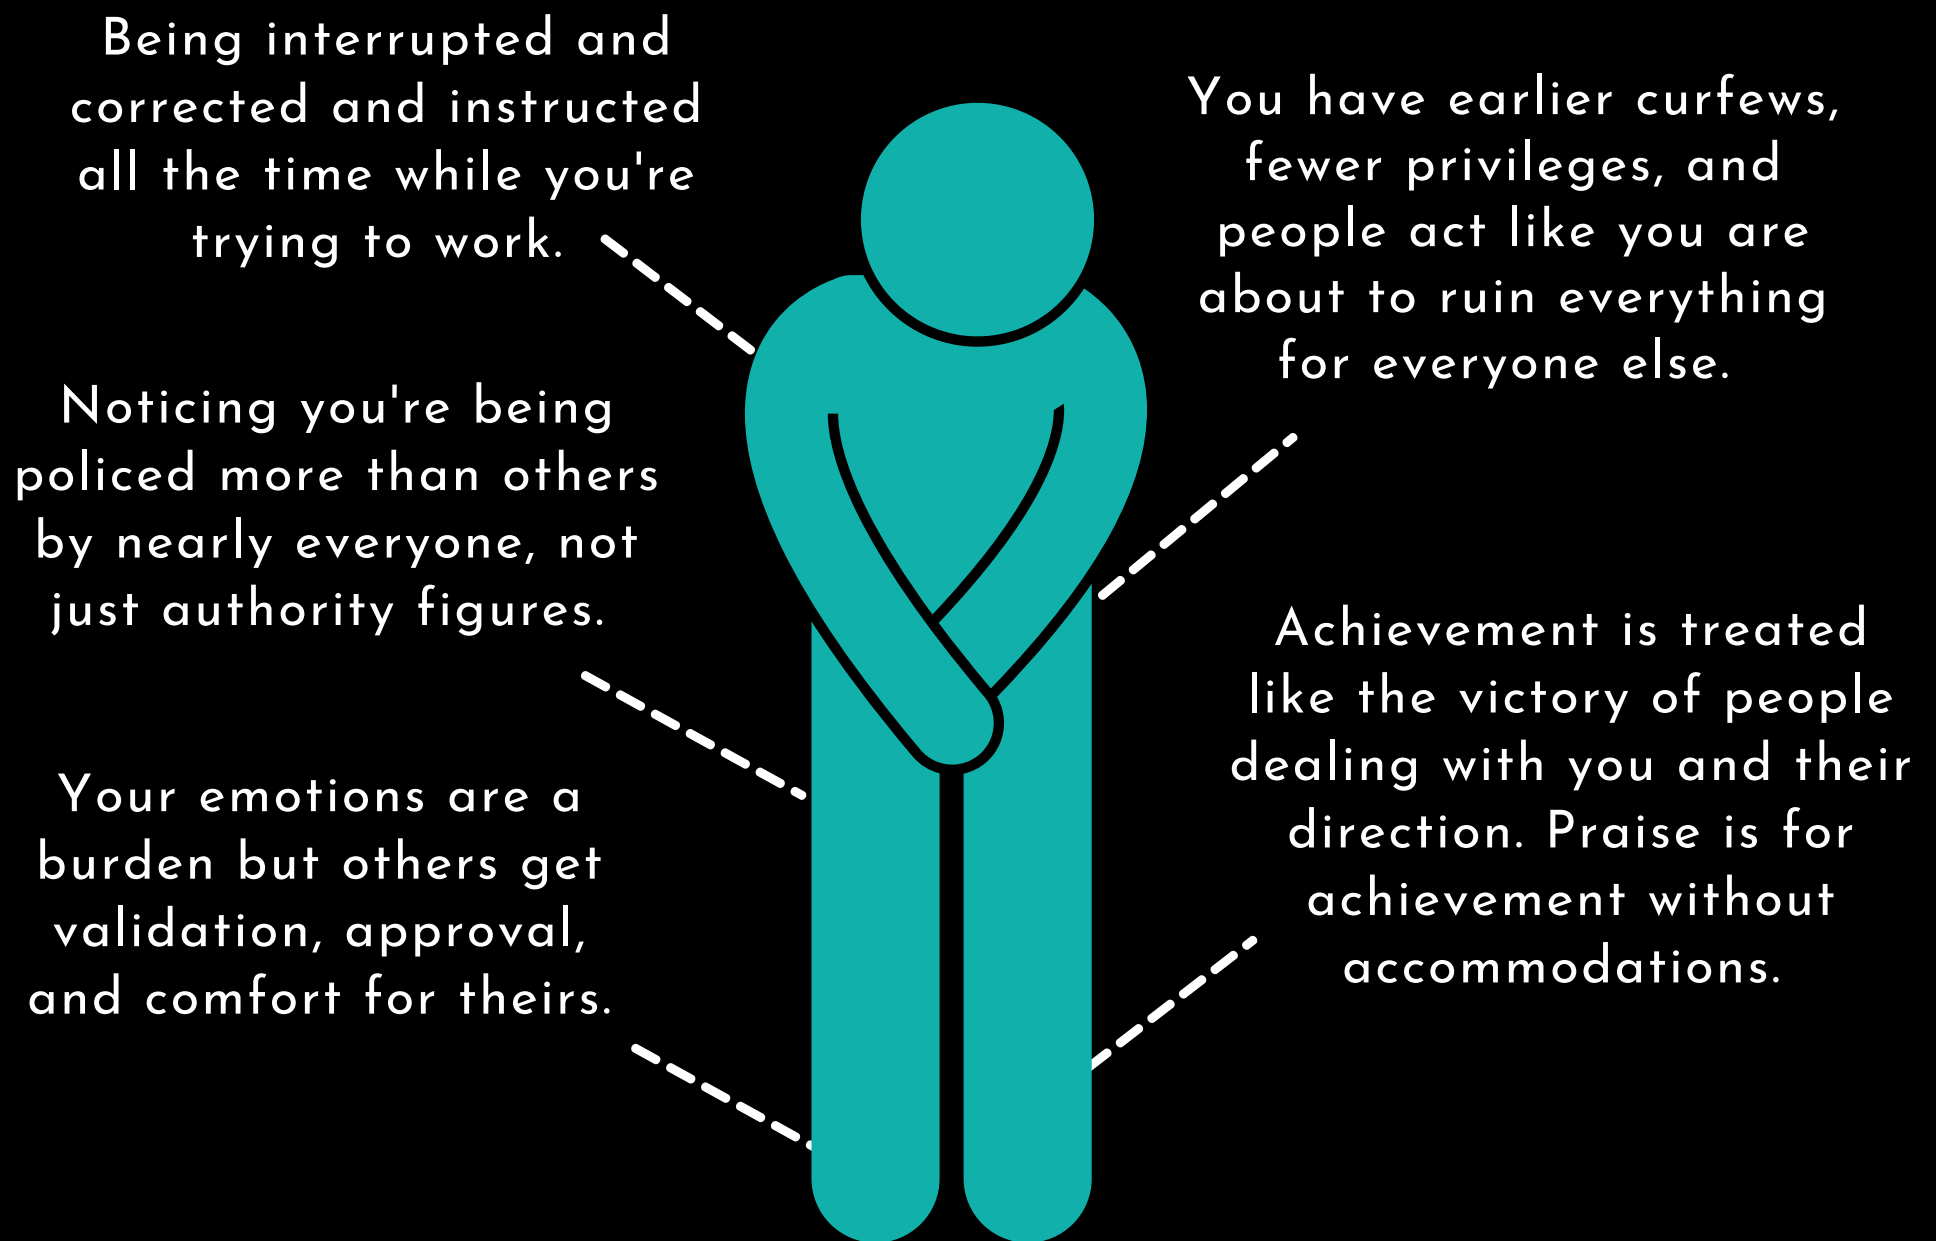 Being interrupted and
corrected and instructed
all the time while you're
trying to work.
Noticing you're being
policed more than others
by nearly everyone, not
just authority figures.
Your emotions are a
burden but others get
validation, approval,
and comfort for theirs.
You have earlier curfews,
fewer privileges, and
people act like you are
about to ruin everything
for everyone else.
Achievement is treated
like the victory of people
dealing with you and their
direction. Praise is for
achievement without
accommodations.